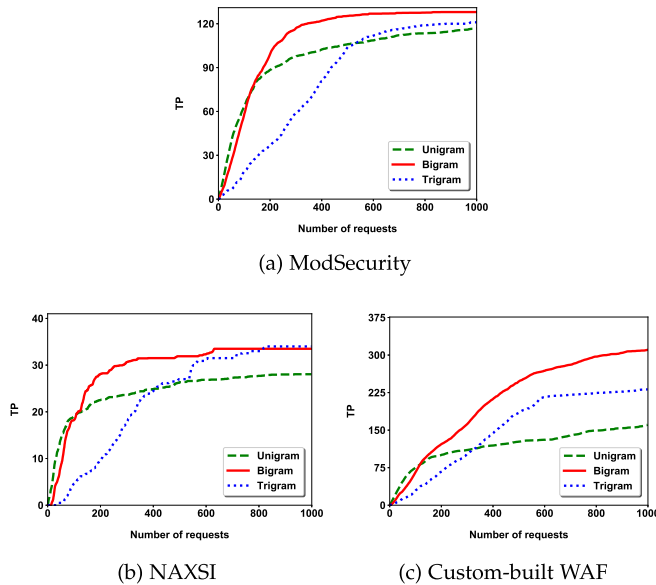 120
90
60
30
0
TP
Unigram
Bigram
Trigram
0 200 400 600 800 1000
Number of requests
(a) ModSecurity
40
30
20
10
0
TP
Unigram
Bigram
Trigram
0 200 400 600 800 1000
Number of requests
(b) NAXSI
375
300
225
150
75
0
TP
Unigram
Bigram
Trigram
0 200 400 600 800 1000
Number of requests
(c) Custom-built WAF